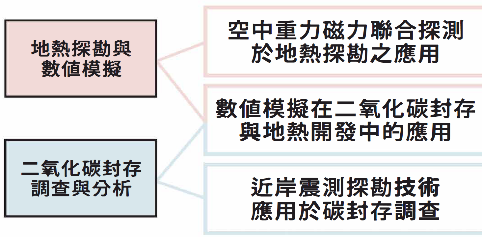 地熱探勘與
數值模擬
二氧化碳封存
調查與分析
空中重力磁力聯合探測
於地熱探勘之應用
數值模擬在二氧化碳封存
與地熱開發中的應用
近岸震測探勘技術
應用於碳封存調查